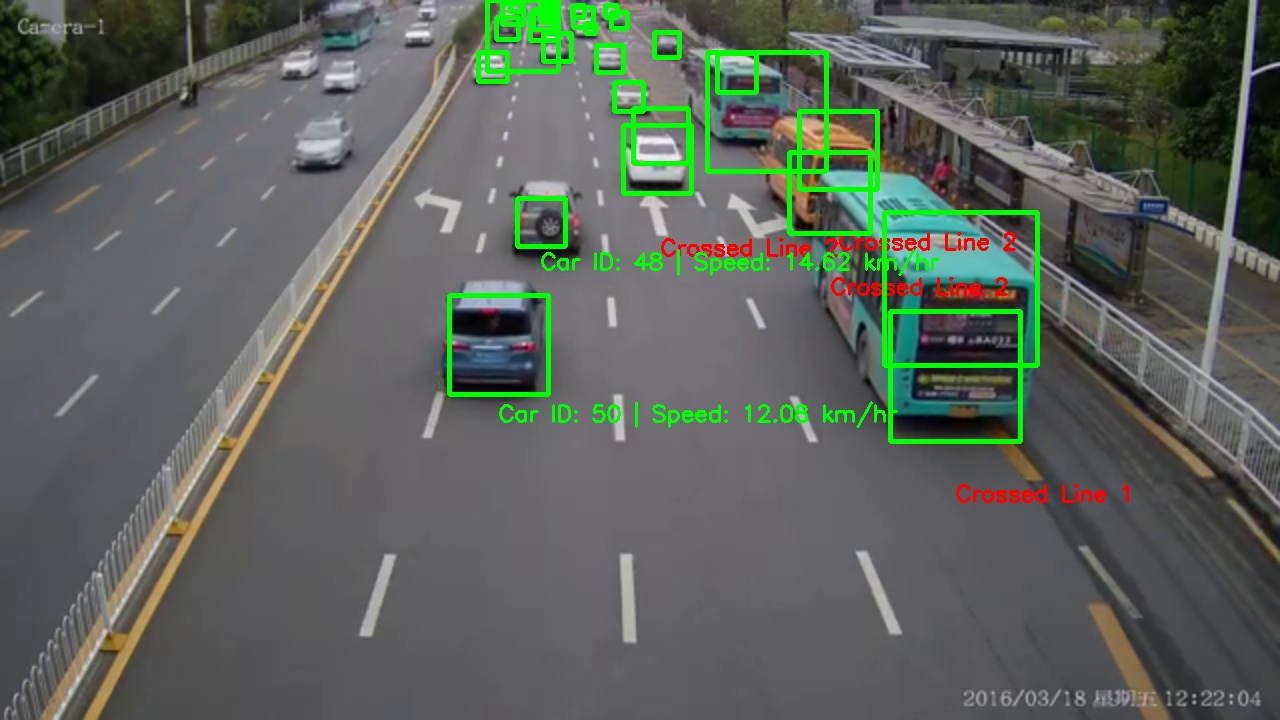 Camera-1
Crossed Line 2
Crossed Line 2
Car ID: 48 | Speed: 14.62 km/hr
Crossed Line 2
Car ID: 50 | Speed: 12.08 km/hr
Crossed Line 1
2016/03/18 星期五 12:22:04